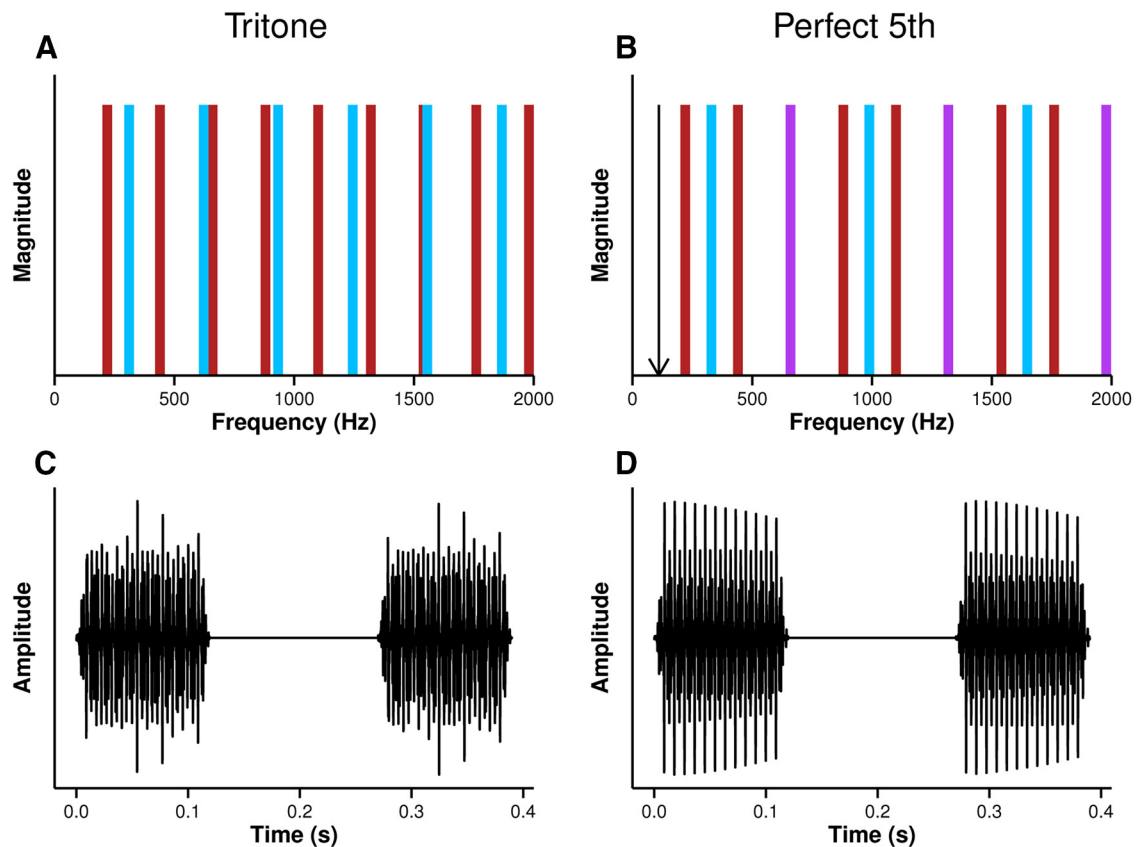 Tritone
Perfect 5th
A
B
Magnitude
Magnitude
0 500 1000 1500 2000
0 500 1000 1500 2000
Frequency (Hz)
Frequency (Hz)
C
D
Amplitude
Amplitude
0.0 0.1 0.2 0.3 0.4
0.0 0.1 0.2 0.3 0.4
Time (s)
Time (s)